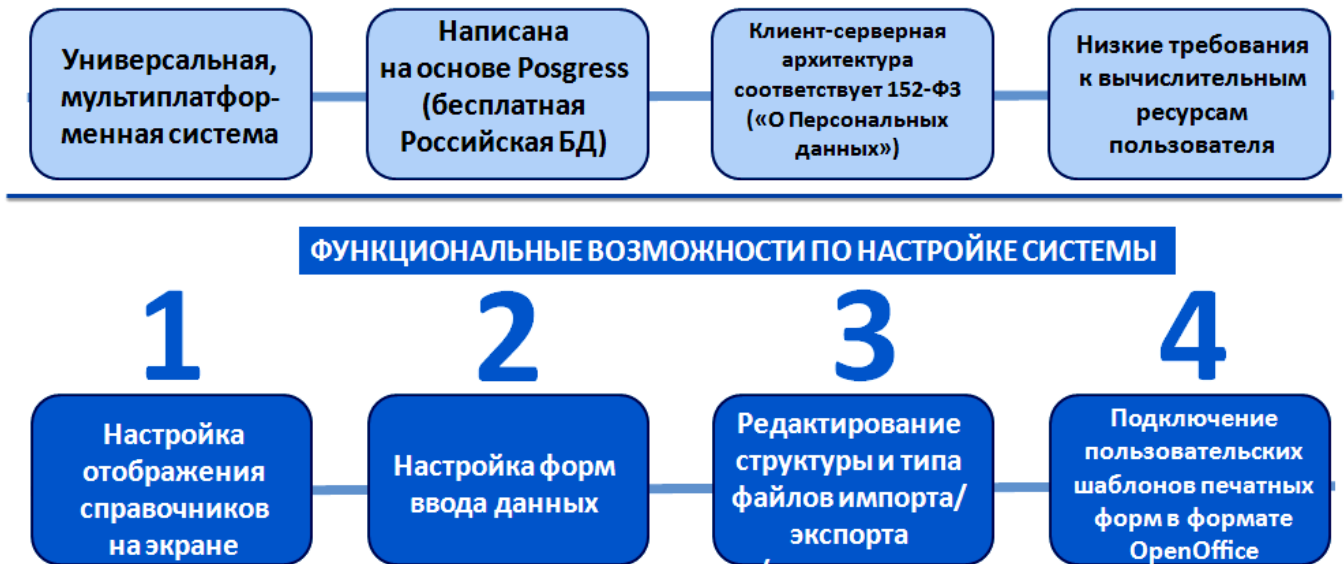 Универсальная,
мультиплатфор-
менная система
Написана
на основе Posgress
(бесплатная
Российская БД)
Клиент-серверная
архитектура
соответствует 152-ФЗ
(«О Персональных
данных»)
Низкие требования
к вычислительным
ресурсам
пользователя
ФУНКЦИОНАЛЬНЫЕ ВОЗМОЖНОСТИ ПО НАСТРОЙКЕ СИСТЕМЫ
1
2
3
4
Настройка
отображения
справочников
на экране
Настройка форм
ввода данных
Редактирование
структуры и типа
файлов импорта/
экспорта
Подключение
пользовательских
шаблонов печатных
форм в формате
OpenOffice